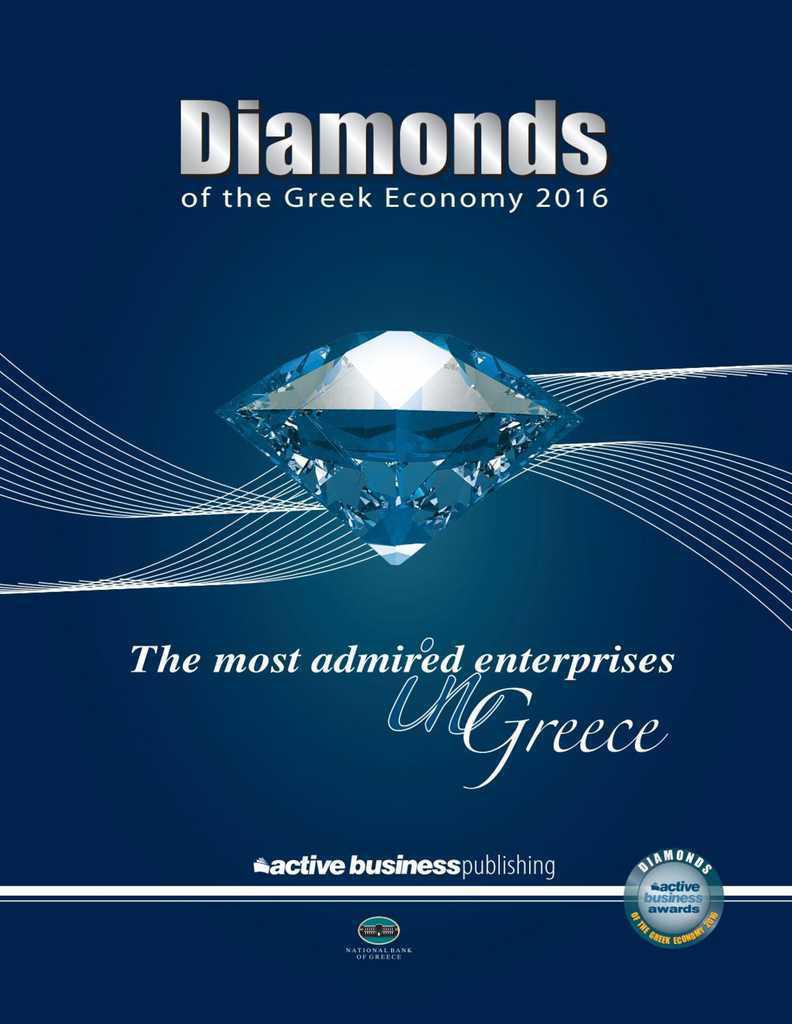 Diamonds
of the Greek Economy 2016
The most admired enterprises
in Greece
active business publishing
DIAMONDS
active
business
awards
OF THE GREEK ECONOMY 2016
NATIONAL BANK
OF GREECE